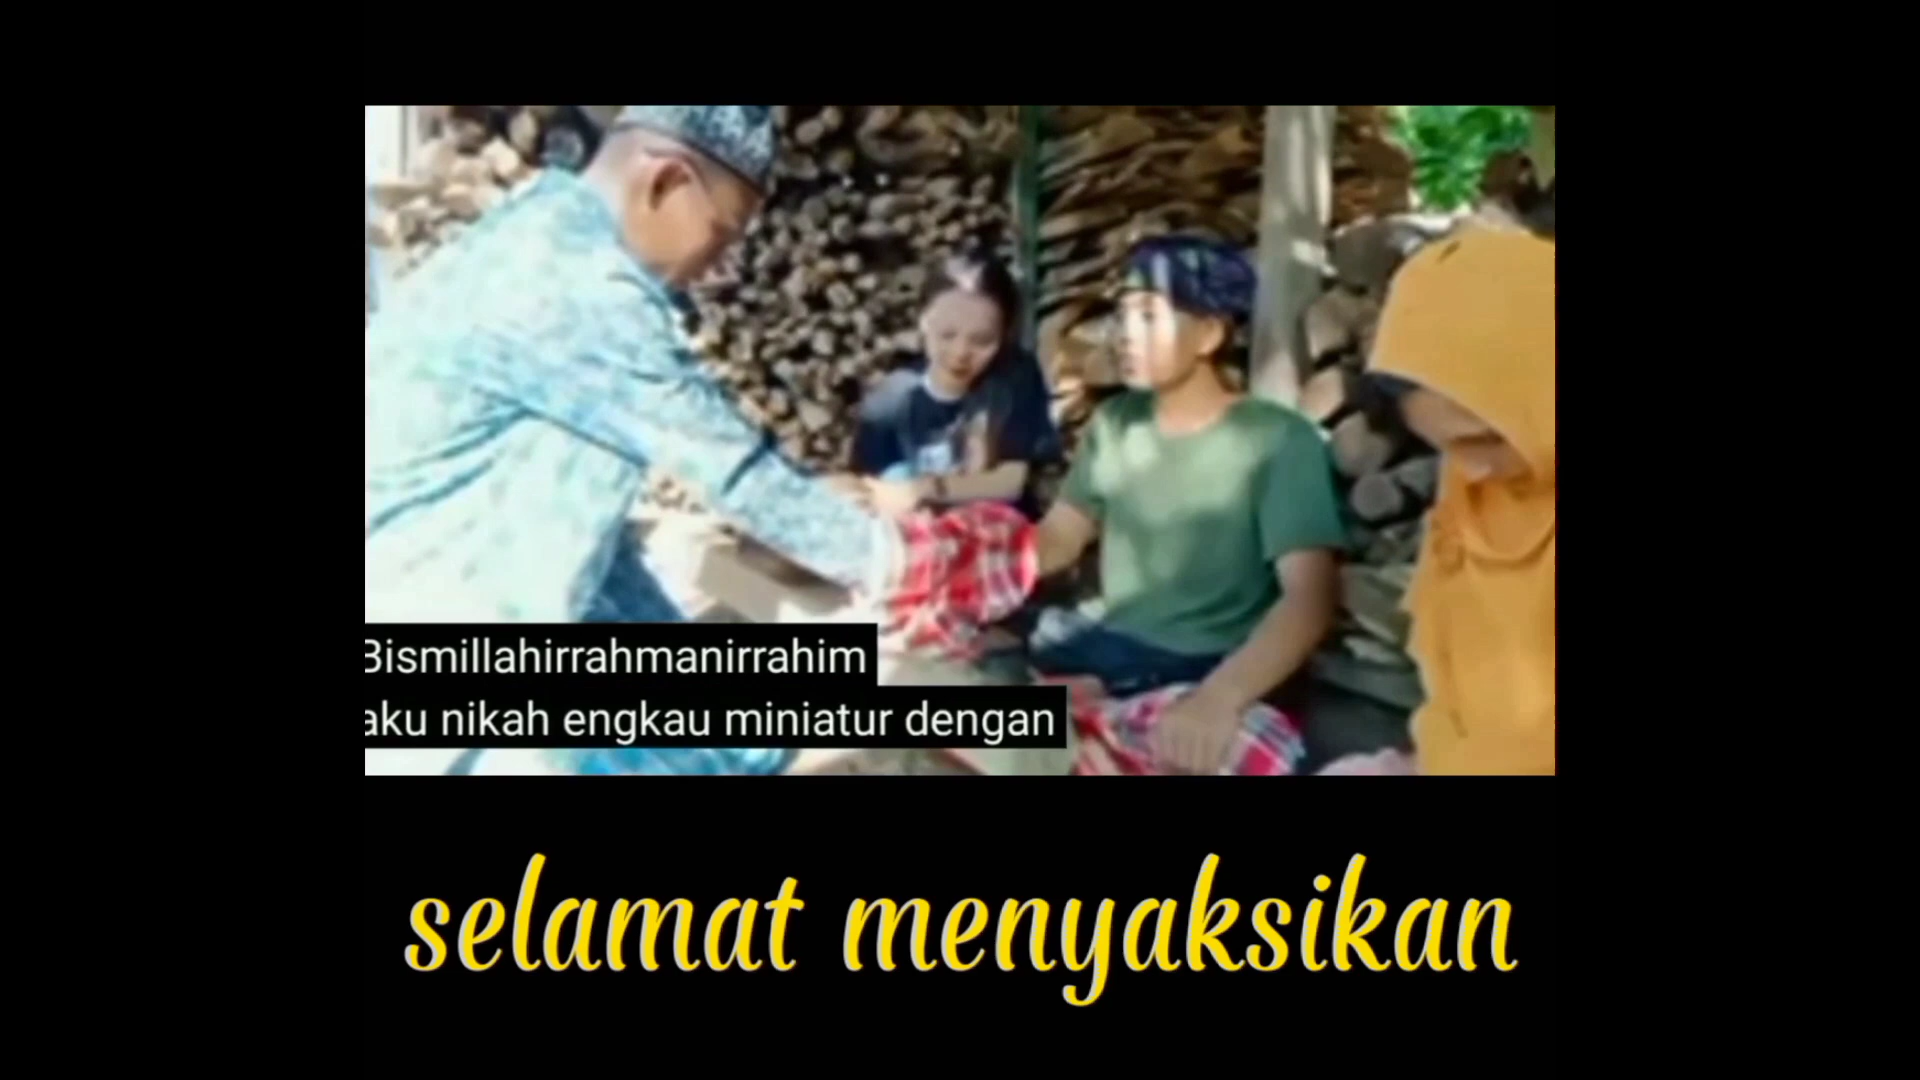 Bismillahirrahmanirrahim
aku nikah engkau miniatur dengan
selamat menyaksikan